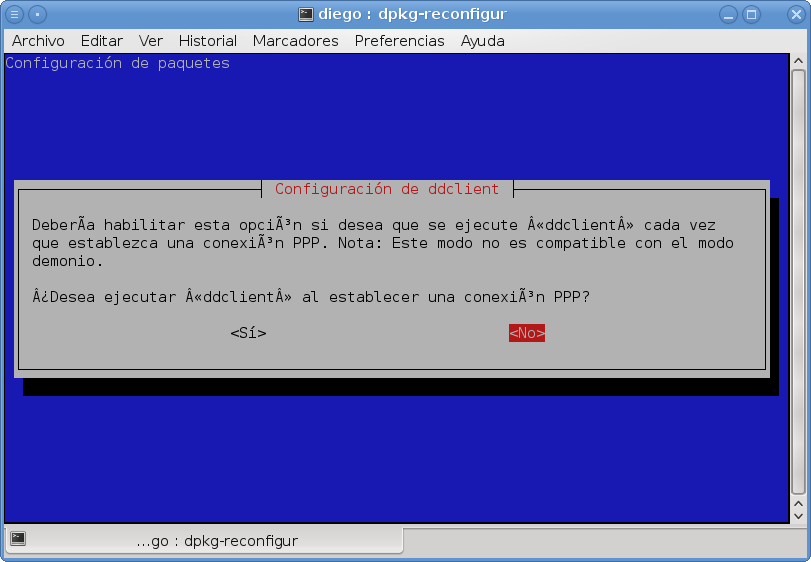 diego : dpkg-reconfigur
Archivo Editar Ver Historial Marcadores Preferencias Ayuda
Configuración de paquetes
Configuración de ddclient
DeberÃa habilitar esta opciÃ³n si desea que se ejecute Â«ddclientÂ» cada vez
que establezca una conexiÃ³n PPP. Nota: Este modo no es compatible con el modo
demonio.
Â¿Desea ejecutar Â«ddclientÂ» al establecer una conexiÃ³n PPP?
<Sí> <No>
...go : dpkg-reconfigur